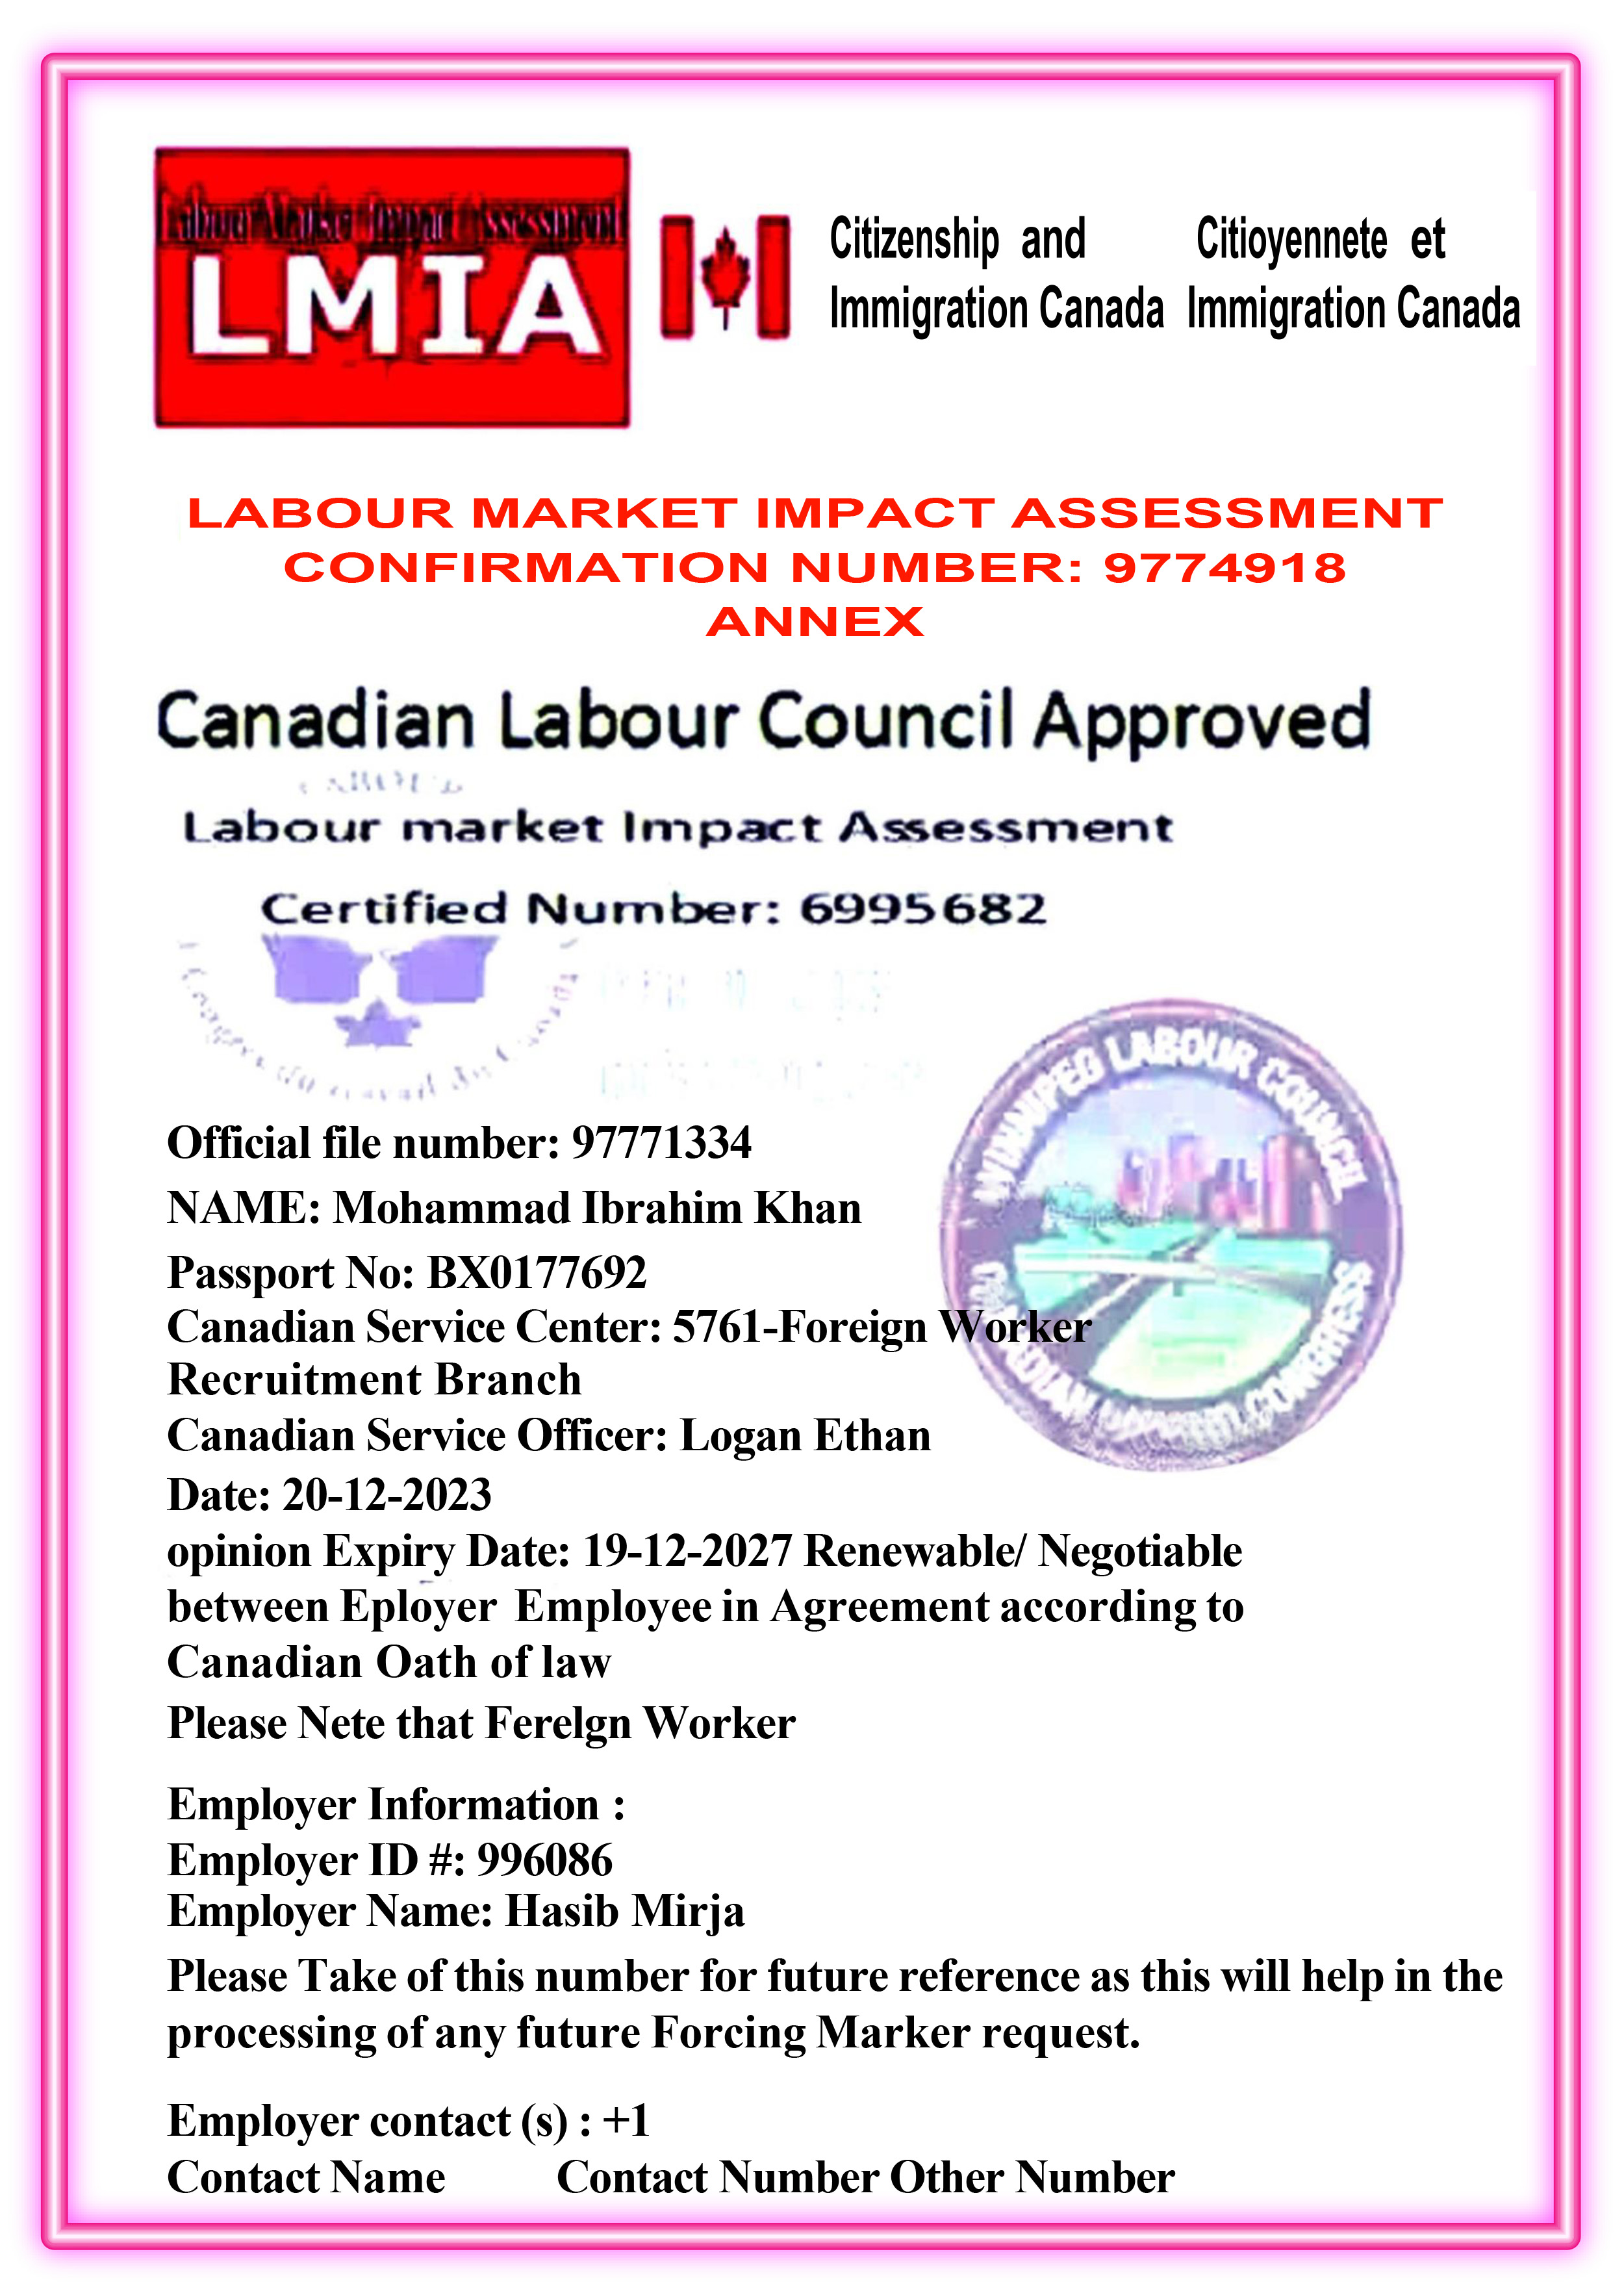 Labour Market Impact Assessment
LMIA
Citizenship and Citioyennete et
Immigration Canada Immigration Canada
LABOUR MARKET IMPACT ASSESSMENT
CONFIRMATION NUMBER: 9774918
ANNEX
Canadian Labour Council Approved
Labour market Impact Assessment
Certified Number: 6995682
WINNIPEG LABOUR COUNCIL
CANADIAN LABOUR CONGRESS
Official file number: 97771334
NAME: Mohammad Ibrahim Khan
Passport No: BX0177692
Canadian Service Center: 5761-Foreign Worker
Recruitment Branch
Canadian Service Officer: Logan Ethan
Date: 20-12-2023
opinion Expiry Date: 19-12-2027 Renewable/ Negotiable
between Eployer Employee in Agreement according to
Canadian Oath of law
Please Nete that Ferelgn Worker
Employer Information :
Employer ID #: 996086
Employer Name: Hasib Mirja
Please Take of this number for future reference as this will help in the
processing of any future Forcing Marker request.
Employer contact (s) : +1
Contact Name Contact Number Other Number